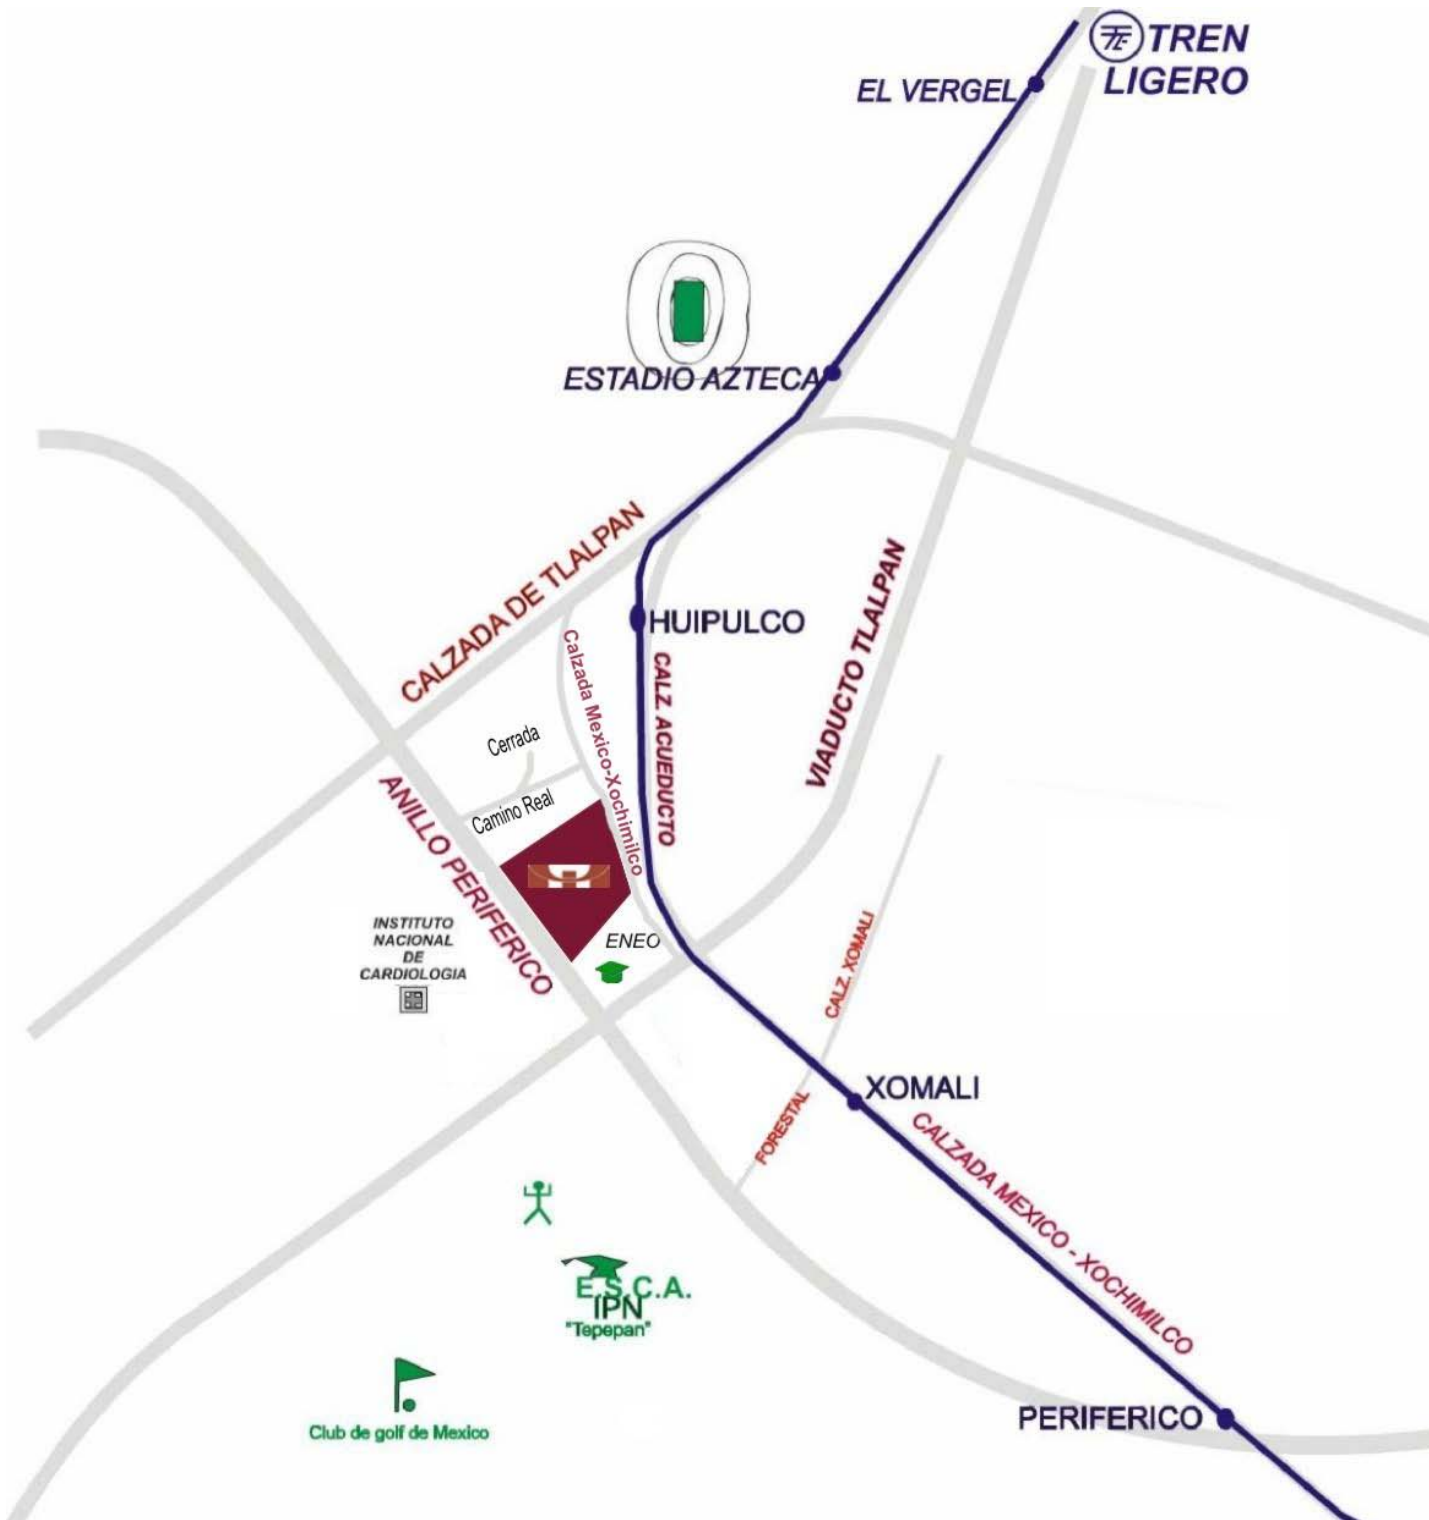 TREN
LIGERO
EL VERGEL
ESTADIO AZTECA
CALZADA DE TLALPAN
HUIPULCO
Calzada Mexico-Xochimilco
CALZ. ACUEDUCTO
VIADUCTO TLALPAN
Cerrada
Camino Real
ANILLO PERIFERICO
INSTITUTO
NACIONAL
DE
CARDIOLOGIA
ENEO
CALZ. XOMALI
XOMALI
FORESTAL
CALZADA MEXICO - XOCHIMILCO
E.S.C.A.
IPN
"Tepepan"
Club de golf de Mexico
PERIFERICO